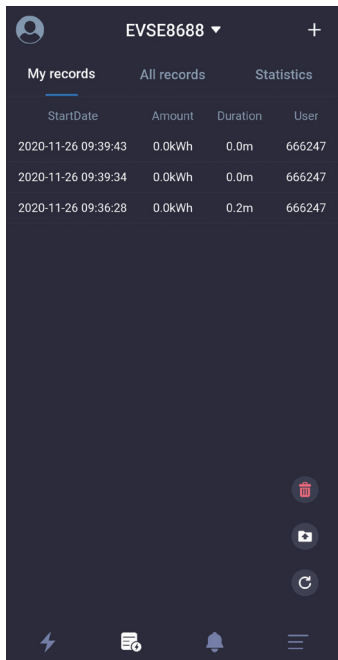 EVSE8688
My records All records Statistics
StartDate Amount Duration User
2020-11-26 09:39:43 0.0kWh 0.0m 666247
2020-11-26 09:39:34 0.0kWh 0.0m 666247
2020-11-26 09:36:28 0.0kWh 0.2m 666247